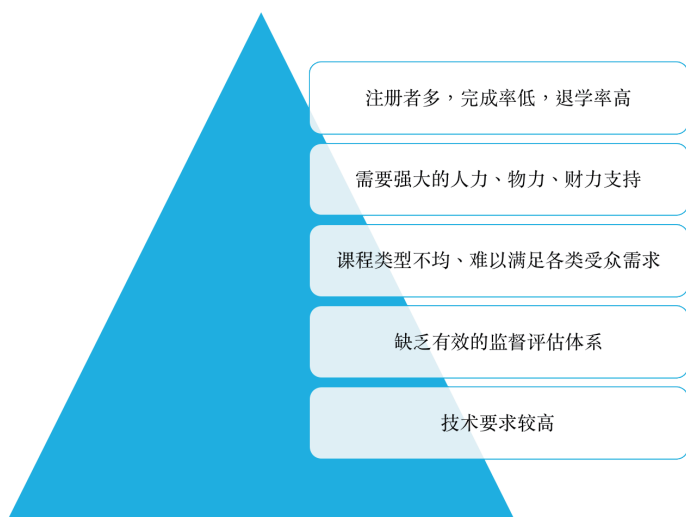 注册者多，完成率低，退学率高
需要强大的人力、物力、财力支持
课程类型不均、难以满足各类受众需求
缺乏有效的监督评估体系
技术要求较高